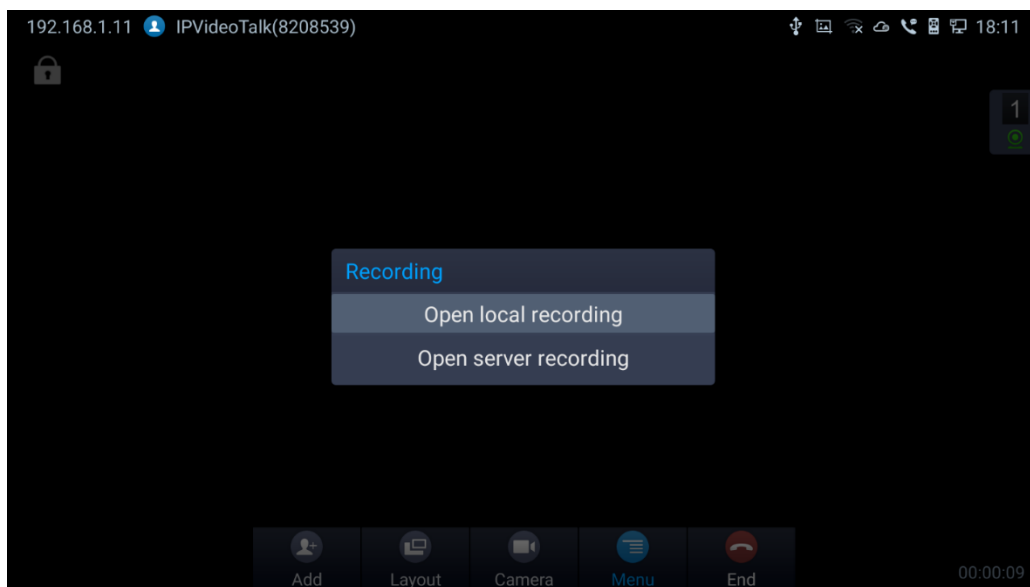 192.168.1.11 IPVideoTalk(8208539) 18:11
1
Recording
Open local recording
Open server recording
Add Layout Camera Menu End
00:00:09